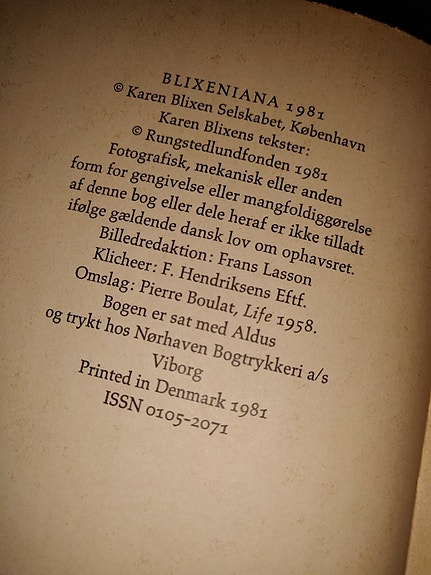 BLIXENIANA 1981
© Karen Blixen Selskabet, København
Karen Blixens tekster:
© Rungstedlundfonden 1981
Fotografisk, mekanisk eller anden
form for gengivelse eller mangfoldiggørelse
af denne bog eller dele heraf er ikke tilladt
ifølge gældende dansk lov om ophavsret.
Billedredaktion: Frans Lasson
Klicheer: F. Hendriksens Eftf.
Omslag: Pierre Boulat, Life 1958.
Bogen er sat med Aldus
og trykt hos Nørhaven Bogtrykkeri a/s
Viborg
Printed in Denmark 1981
ISSN 0105-2071